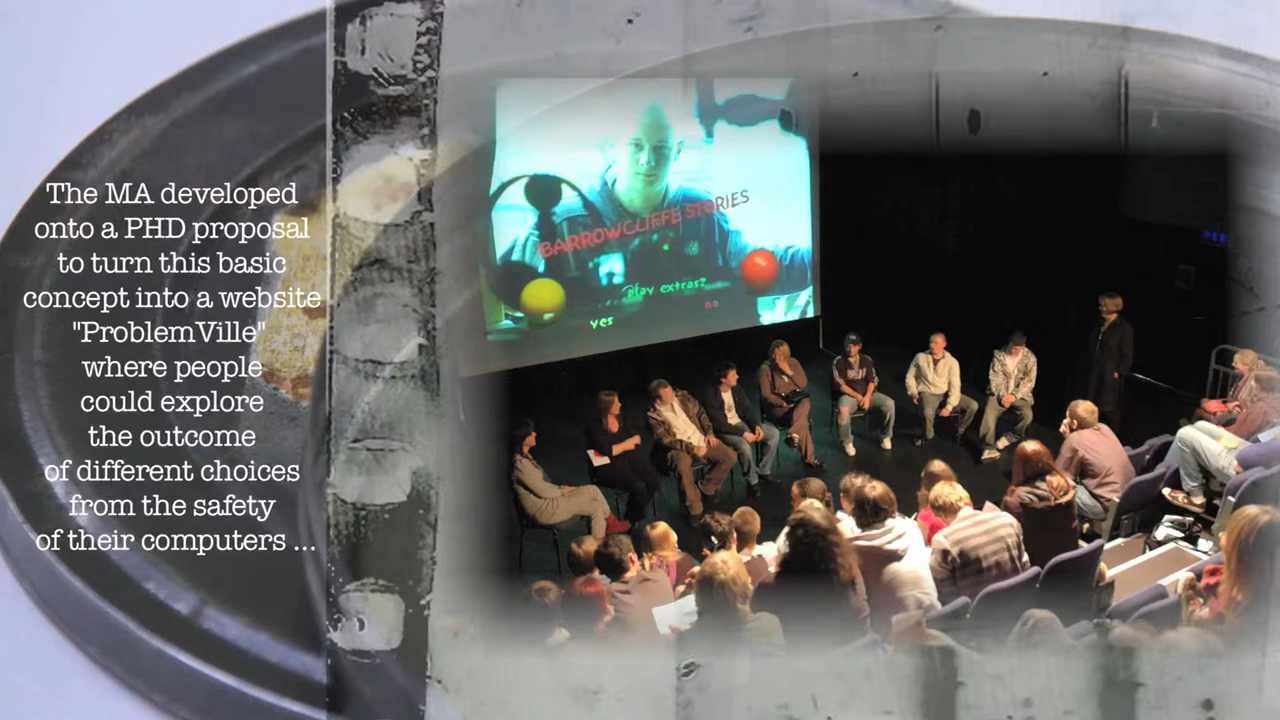 The MA developed
onto a PHD proposal
to turn this basic
concept into a website
"ProblemVille"
where people
could explore
the outcome
of different choices
from the safety
of their computers ...
BARROWCLIFFE STORIES
Play extras?
yes
no